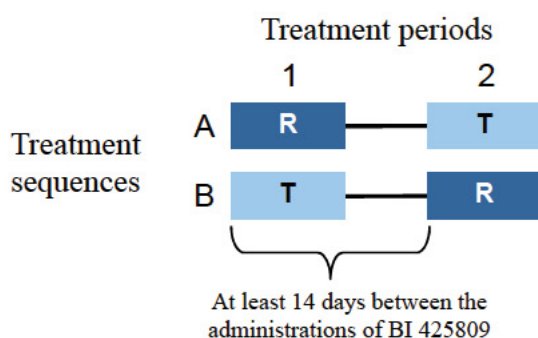 Treatment periods
1 2
Treatment sequences
A R T
B T R
At least 14 days between the
administrations of BI 425809